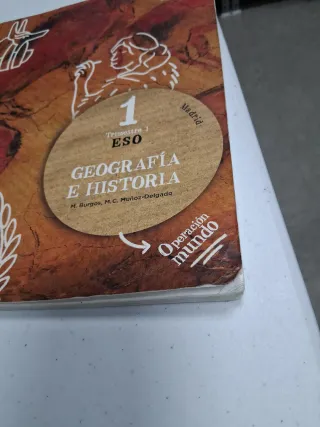 1
Trimestre 1
ESO
Madrid
GEOGRAFÍA
E HISTORIA
M. Burgos, M.C. Muñoz-Delgado
Operación
mundo